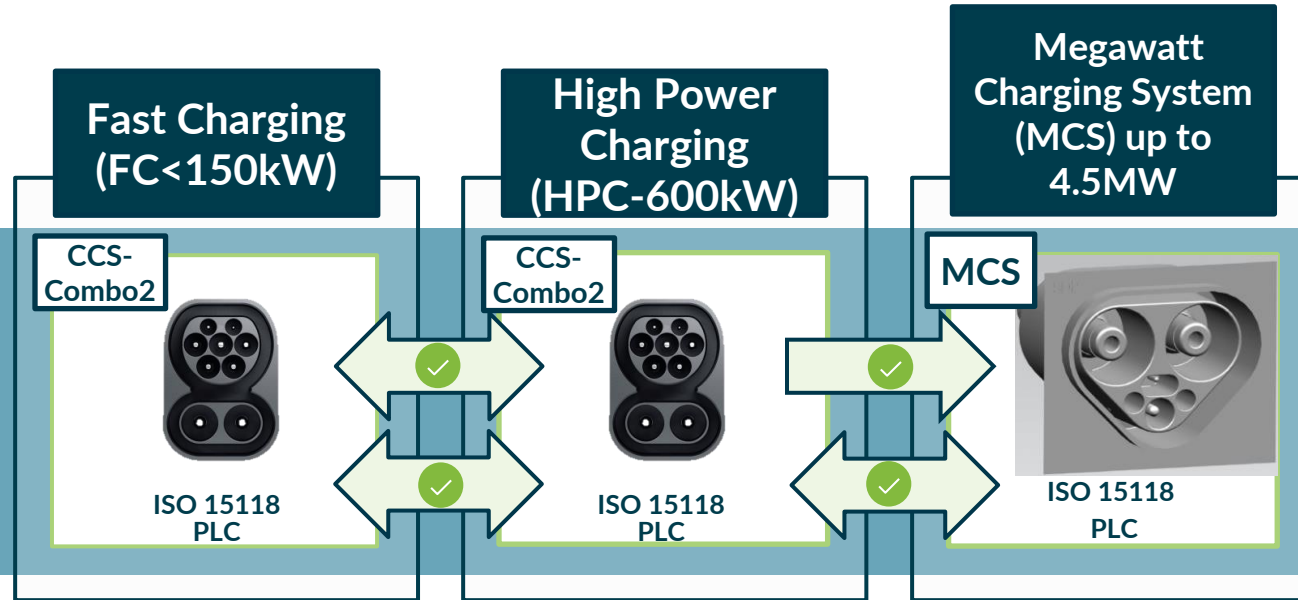 Fast Charging
(FC<150kW)
High Power
Charging
(HPC-600kW)
Megawatt
Charging System
(MCS) up to
4.5MW
CCS-
Combo2
CCS-
Combo2
MCS
ISO 15118
PLC
ISO 15118
PLC
ISO 15118
PLC